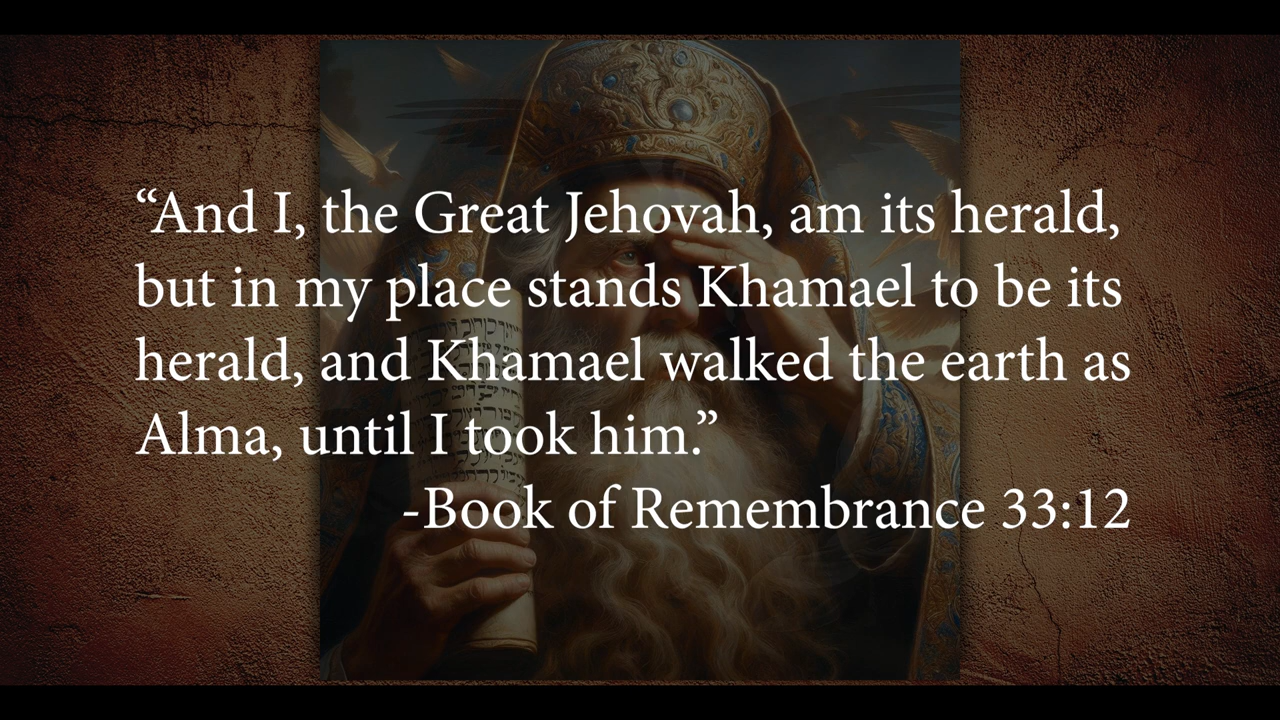 “And I, the Great Jehovah, am its herald,
but in my place stands Khamael to be its
herald, and Khamael walked the earth as
Alma, until I took him.”
-Book of Remembrance 33:12